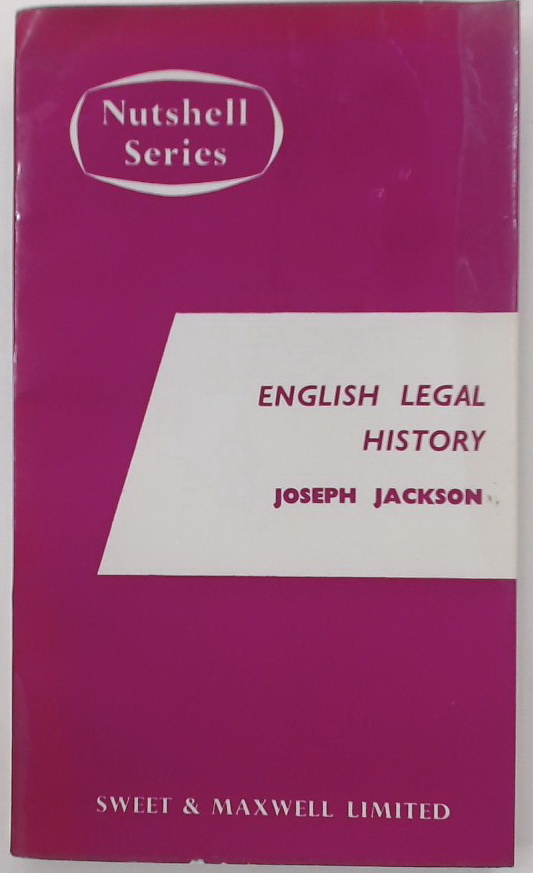 Nutshell
Series
ENGLISH LEGAL
HISTORY
JOSEPH JACKSON
SWEET & MAXWELL LIMITED